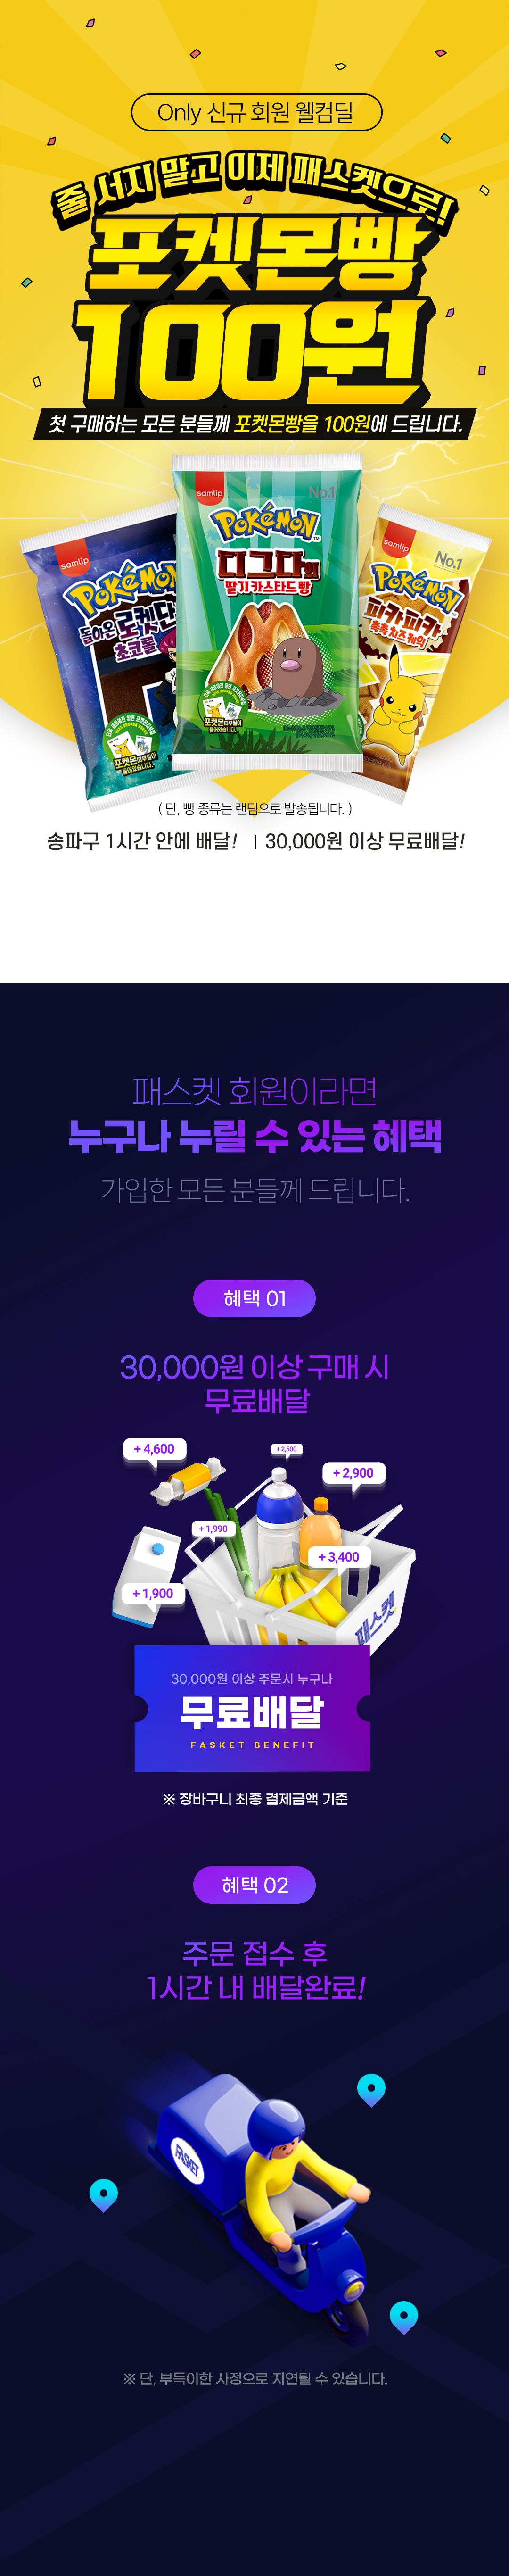 Only 신규 회원 웰컴딜
줄 서지 말고 이제 패스켓으로!
포켓몬빵
100원
첫 구매하는 모든 분들께 포켓몬빵을 100원에 드립니다.
samlip
Pokémon
돌아온 로켓단
초코롤
samlip
No.1
POKéMON
TM
디그다의
딸기 카스타드빵
samlip
No.1
Pokémon
파카파카
촉촉 치즈 케익
( 단, 빵 종류는 랜덤으로 발송됩니다. )
송파구 1시간 안에 배달! | 30,000원 이상 무료배달!
패스켓 회원이라면
누구나 누릴 수 있는 혜택
가입한 모든 분들께 드립니다.
혜택 01
30,000원 이상 구매 시
무료배달
+ 4,600
+ 2,500
+ 2,900
+ 1,990
+ 3,400
+ 1,900
패스켓
30,000원 이상 주문시 누구나
무료배달
FASKET BENEFIT
※ 장바구니 최종 결제금액 기준
혜택 02
주문 접수 후
1시간 내 배달완료!
FASKET
※ 단, 부득이한 사정으로 지연될 수 있습니다.